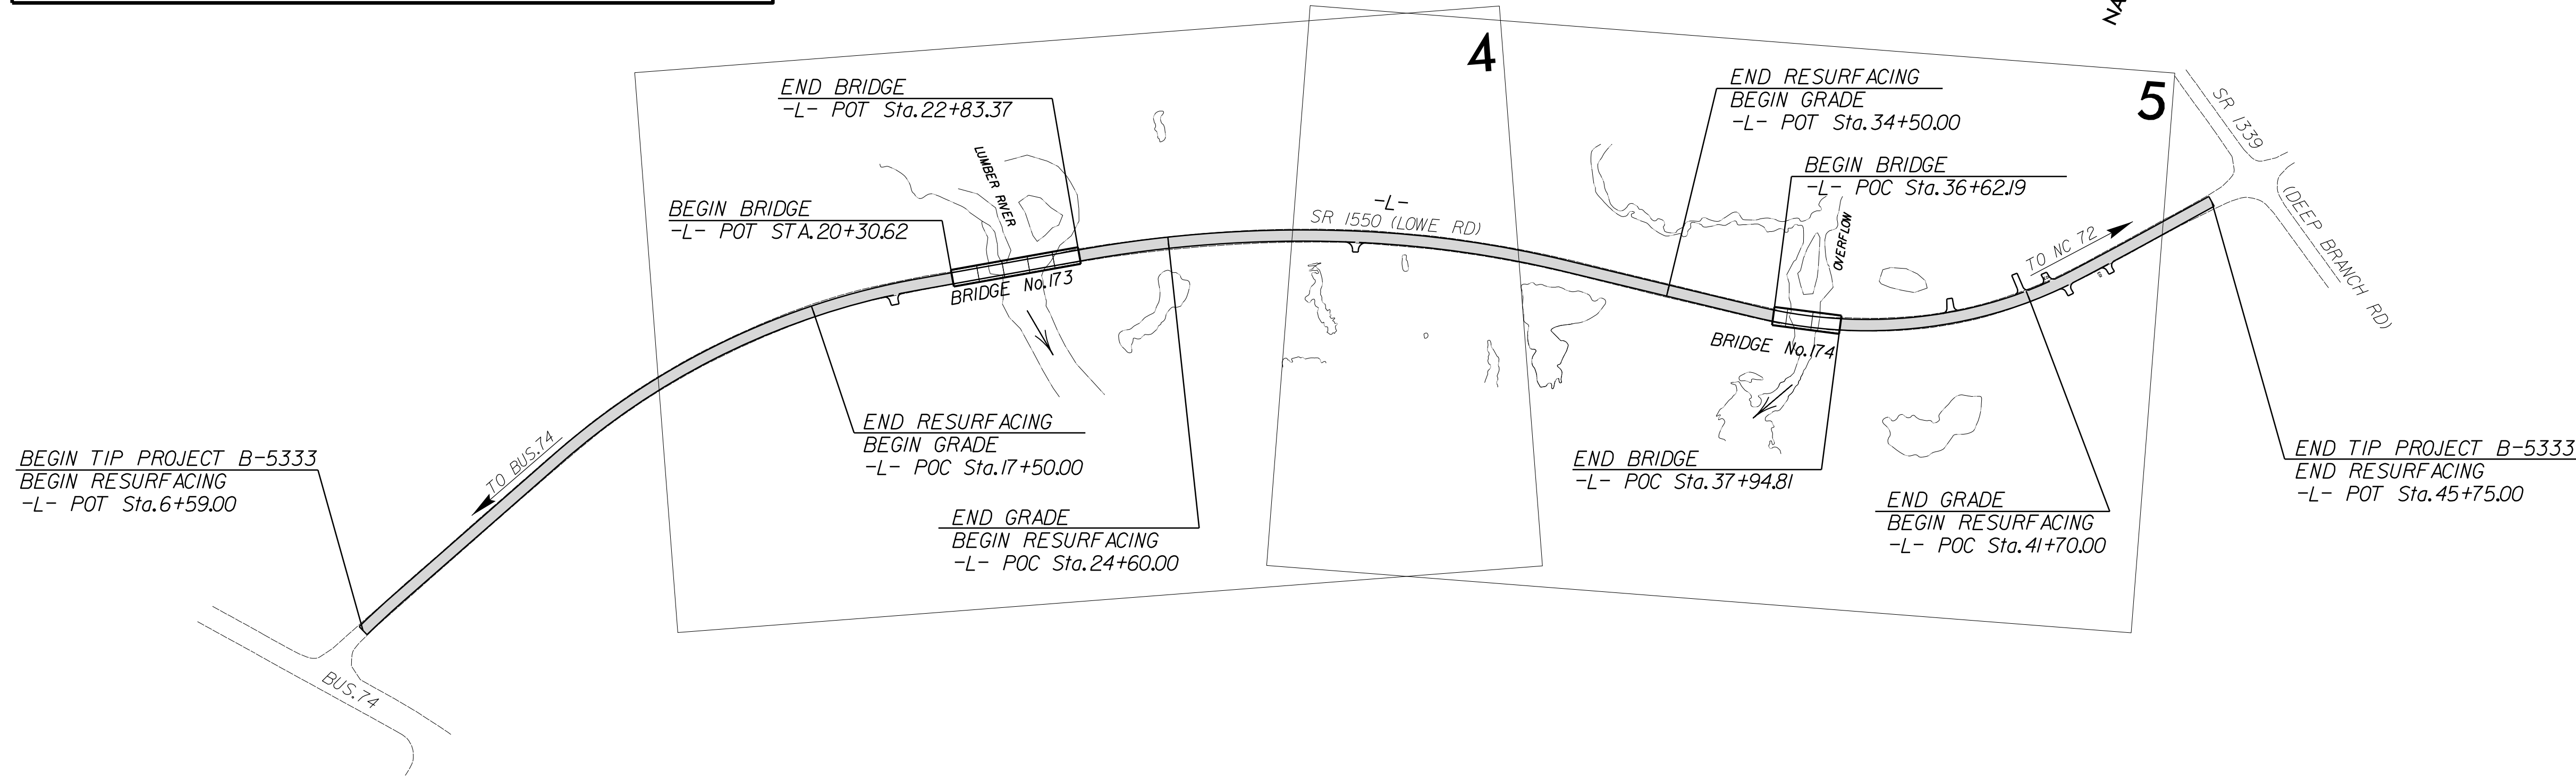 NA
4
5
END BRIDGE
-L- POT Sta.22+83.37
BEGIN BRIDGE
-L- POT STA.20+30.62
LUMBER RIVER
BRIDGE No.173
-L-
SR 1550 (LOWE RD)
END RESURFACING
BEGIN GRADE
-L- POT Sta.34+50.00
BEGIN BRIDGE
-L- POC Sta.36+62.19
OVERFLOW
BRIDGE No.174
SR 1339
(DEEP BRANCH RD)
TO NC 72
TO BUS.74
BEGIN TIP PROJECT B-5333
BEGIN RESURFACING
-L- POT Sta.6+59.00
END RESURFACING
BEGIN GRADE
-L- POC Sta.17+50.00
END GRADE
BEGIN RESURFACING
-L- POC Sta.24+60.00
END BRIDGE
-L- POC Sta.37+94.81
END GRADE
BEGIN RESURFACING
-L- POC Sta.41+70.00
END TIP PROJECT B-5333
END RESURFACING
-L- POT Sta.45+75.00
BUS.74